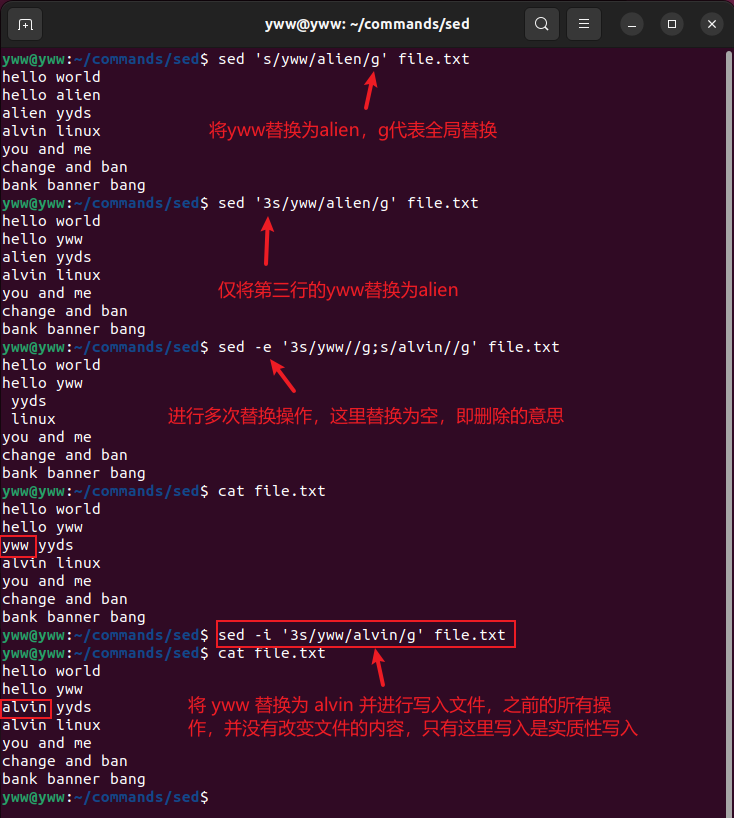 yww@yww: ~/commands/sed
yww@yww:~/commands/sed$ sed 's/yww/alien/g' file.txt
hello world
hello alien
alien yyds
将yww替换为alien，g代表全局替换
alvin linux
you and me
change and ban
bank banner bang
yww@yww:~/commands/sed$ sed '3s/yww/alien/g' file.txt
hello world
hello yww
alien yyds
alvin linux
仅将第三行的yww替换为alien
you and me
change and ban
bank banner bang
yww@yww:~/commands/sed$ sed -e '3s/yww//g;s/alvin//g' file.txt
hello world
hello yww
 yyds
进行多次替换操作，这里替换为空，即删除的意思
 linux
you and me
change and ban
bank banner bang
yww@yww:~/commands/sed$ cat file.txt
hello world
hello yww
yww yyds
alvin linux
you and me
change and ban
bank banner bang
yww@yww:~/commands/sed$ sed -i '3s/yww/alvin/g' file.txt
yww@yww:~/commands/sed$ cat file.txt
hello world
hello yww
alvin yyds
将 yww 替换为 alvin 并进行写入文件，之前的所有操
作，并没有改变文件的内容，只有这里写入是实质性写入
alvin linux
you and me
change and ban
bank banner bang
yww@yww:~/commands/sed$